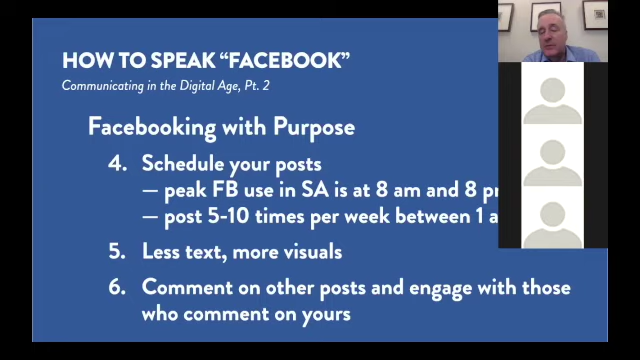 HOW TO SPEAK “FACEBOOK”
Communicating in the Digital Age, Pt. 2
Facebooking with Purpose
4. Schedule your posts
— peak FB use in SA is at 8 am and 8
— post 5-10 times per week between 1
5. Less text, more visuals
6. Comment on other posts and engage with those
who comment on yours